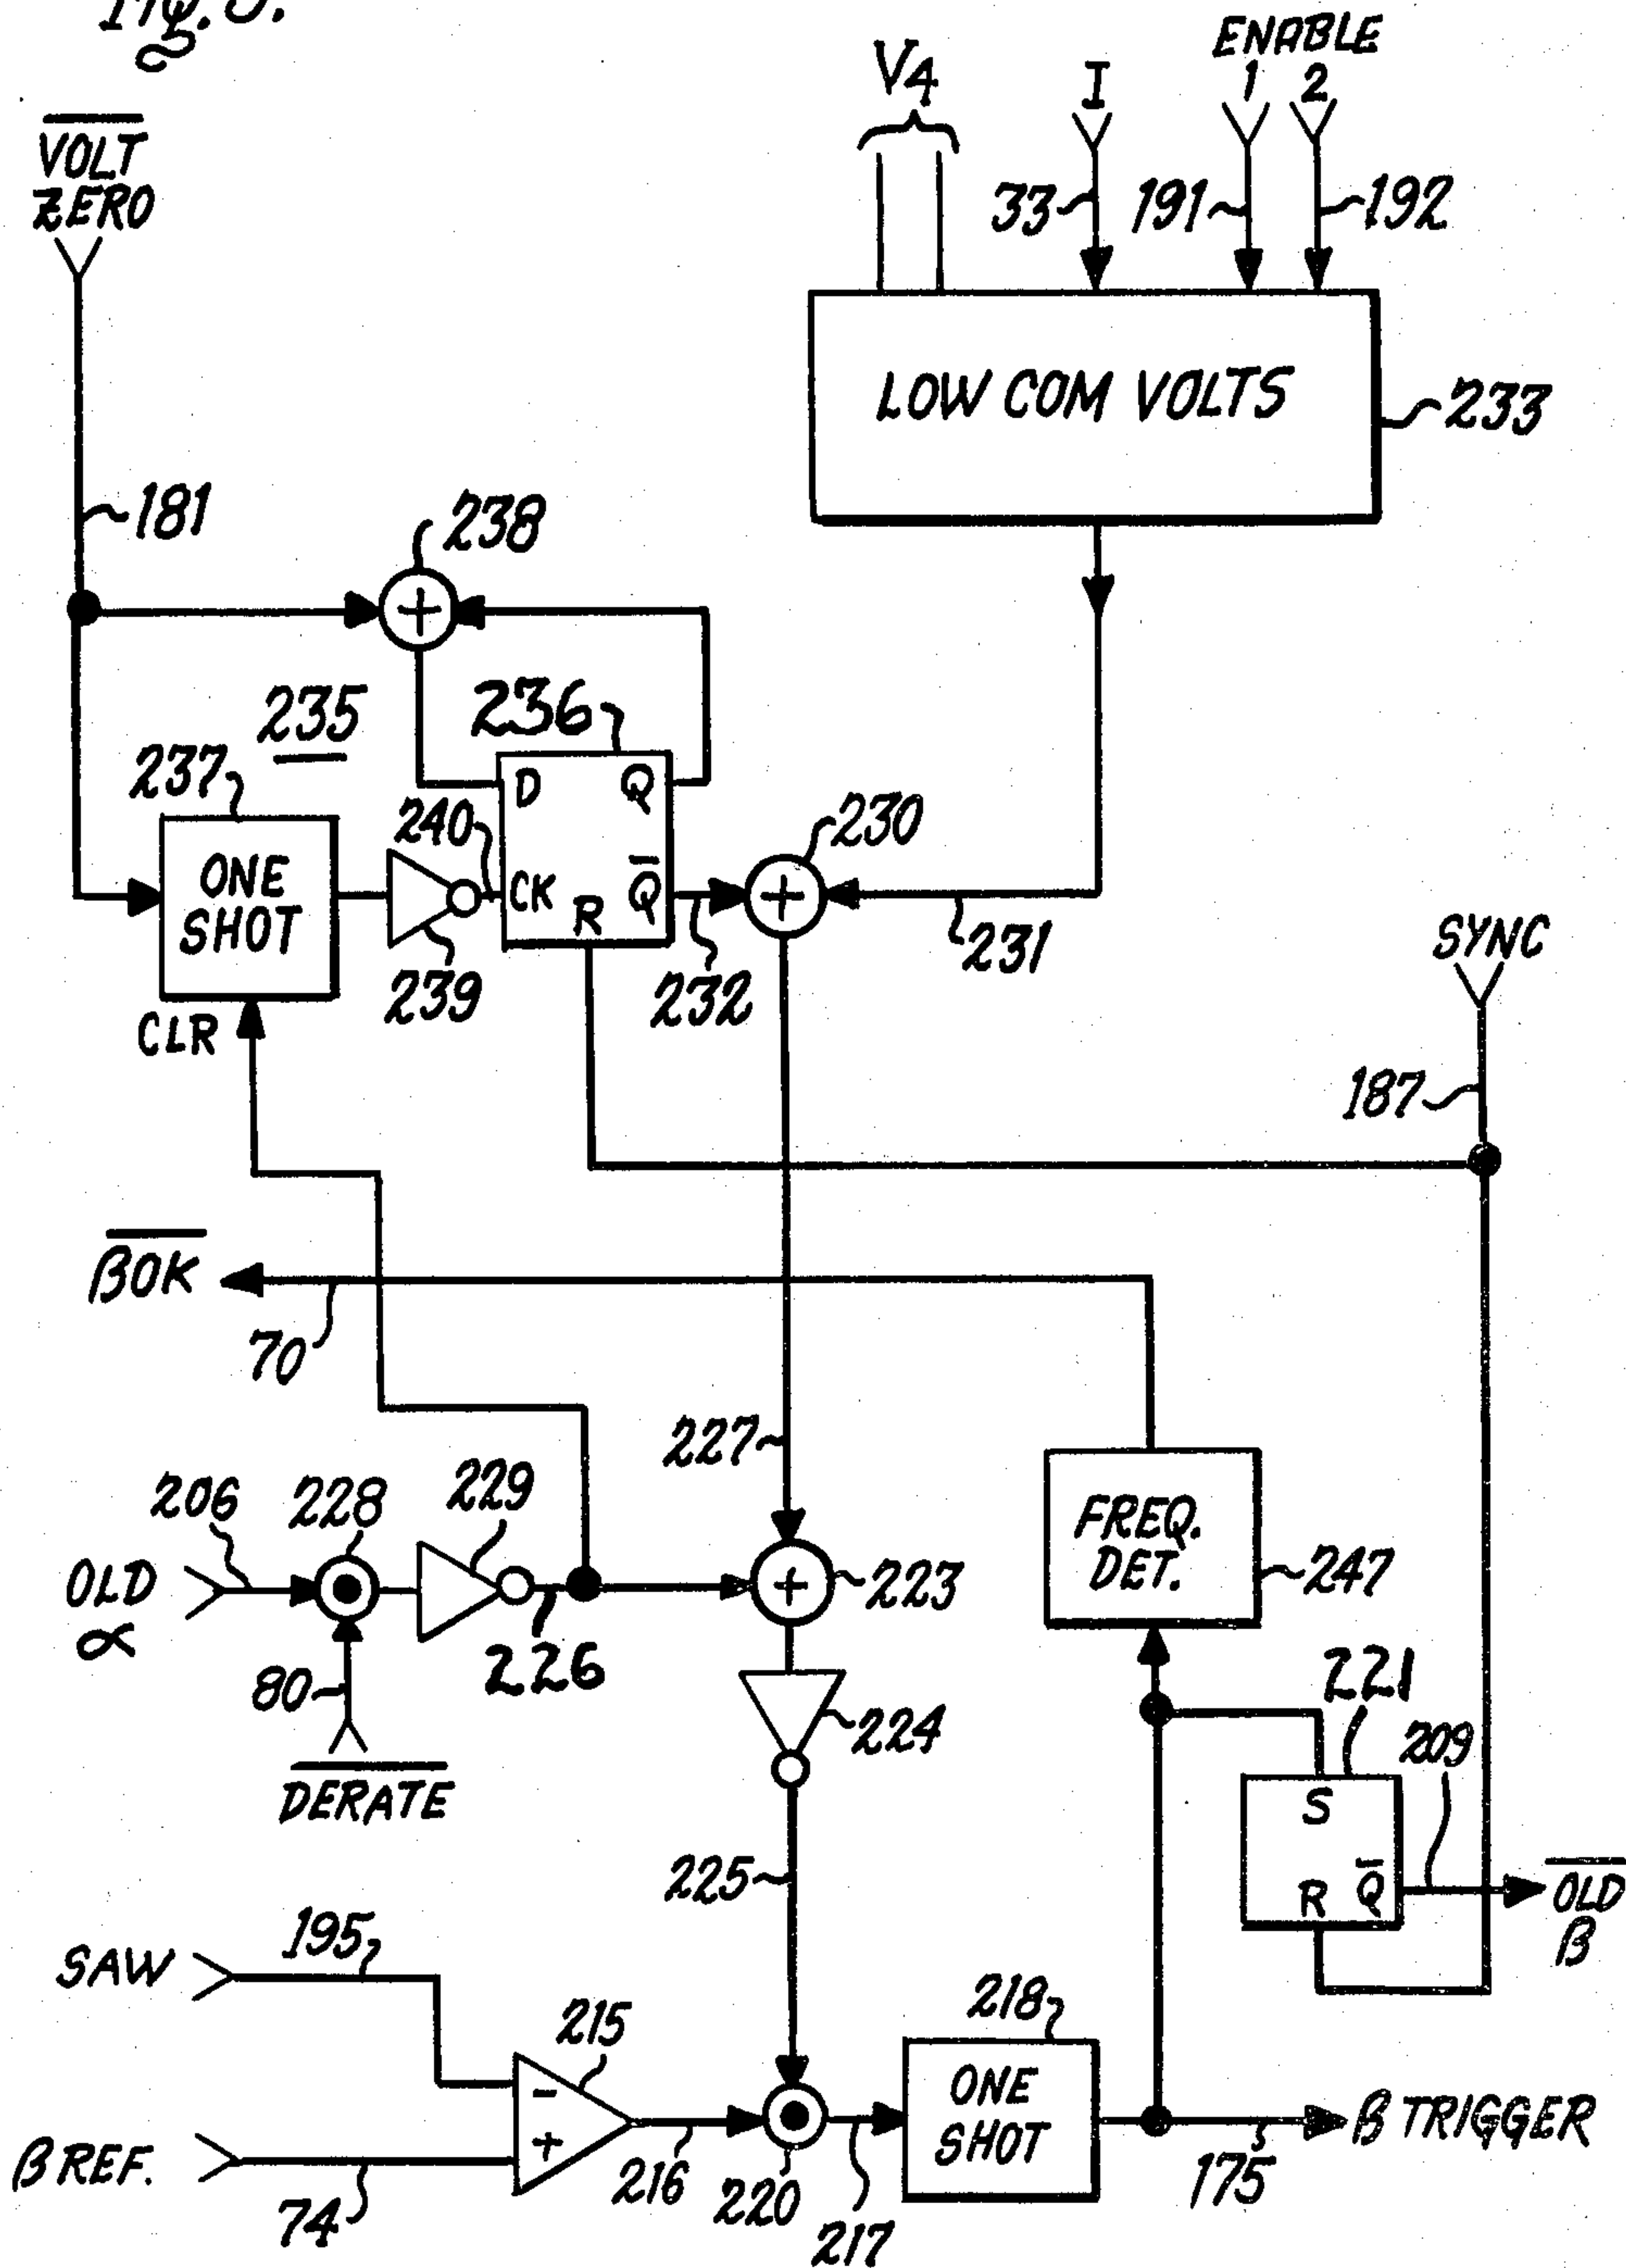 V4
I
ENABLE
1 2
VOLT
ZERO
33
191
192
LOW COM VOLTS
233
181
238
235
236
237
D Q
240
ONE
SHOT
CK
R
Q
230
239
232
231
SYNC
CLR
187
βOK
70
227
206
228
229
FREQ.
DET.
247
OLD
α
223
226
80
221
DERATE
224
209
S
225
R Q
OLD
β
SAW
195
215
218
-
+
ONE
SHOT
β TRIGGER
β REF.
74
216
220
217
175